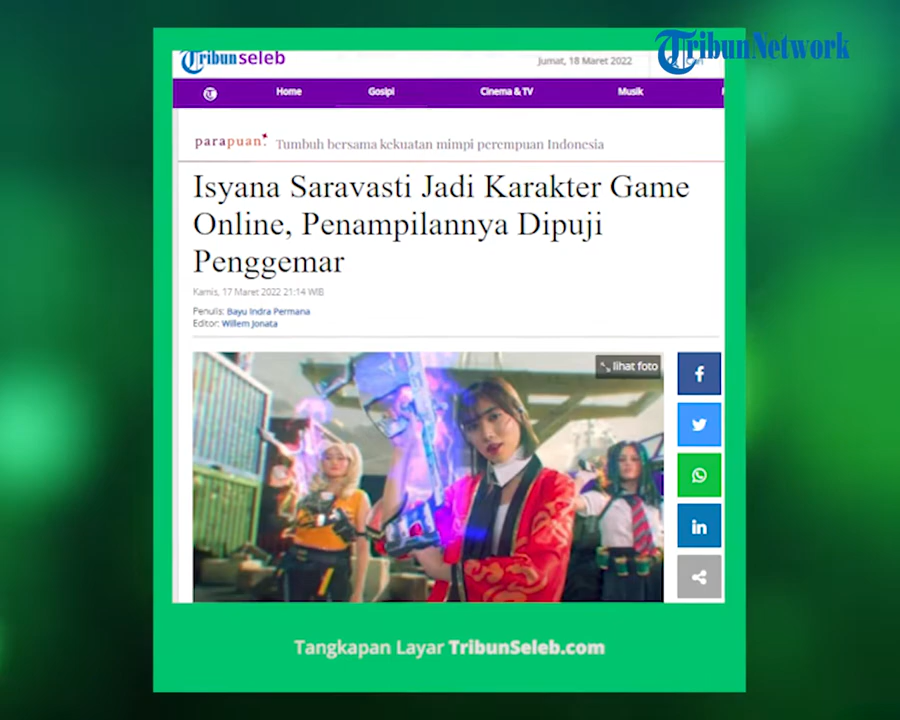 Tribun seleb
Jumat, 18 Maret 2022
TribunNetwork
Home Gosipi Cinema & TV Musik
parapuan. Tumbuh bersama kekuatan mimpi perempuan Indonesia
Isyana Saravasti Jadi Karakter Game
Online, Penampilannya Dipuji
Penggemar
Kamis, 17 Maret 2022 21:14 WIB
Penulis: Bayu Indra Permana
Editor: Willem Jonata
lihat foto
Tangkapan Layar TribunSeleb.com